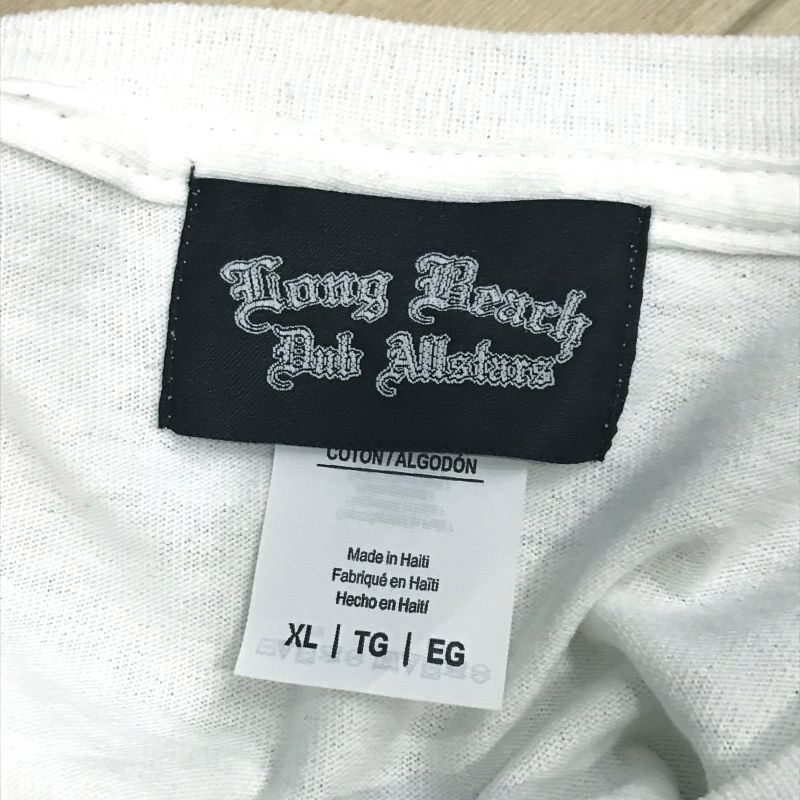 Long Beach
Dub Allstars
COTON / ALGODÓN
Made in Haiti
Fabriqué en Haïti
Hecho en Haití
XL | TG | EG